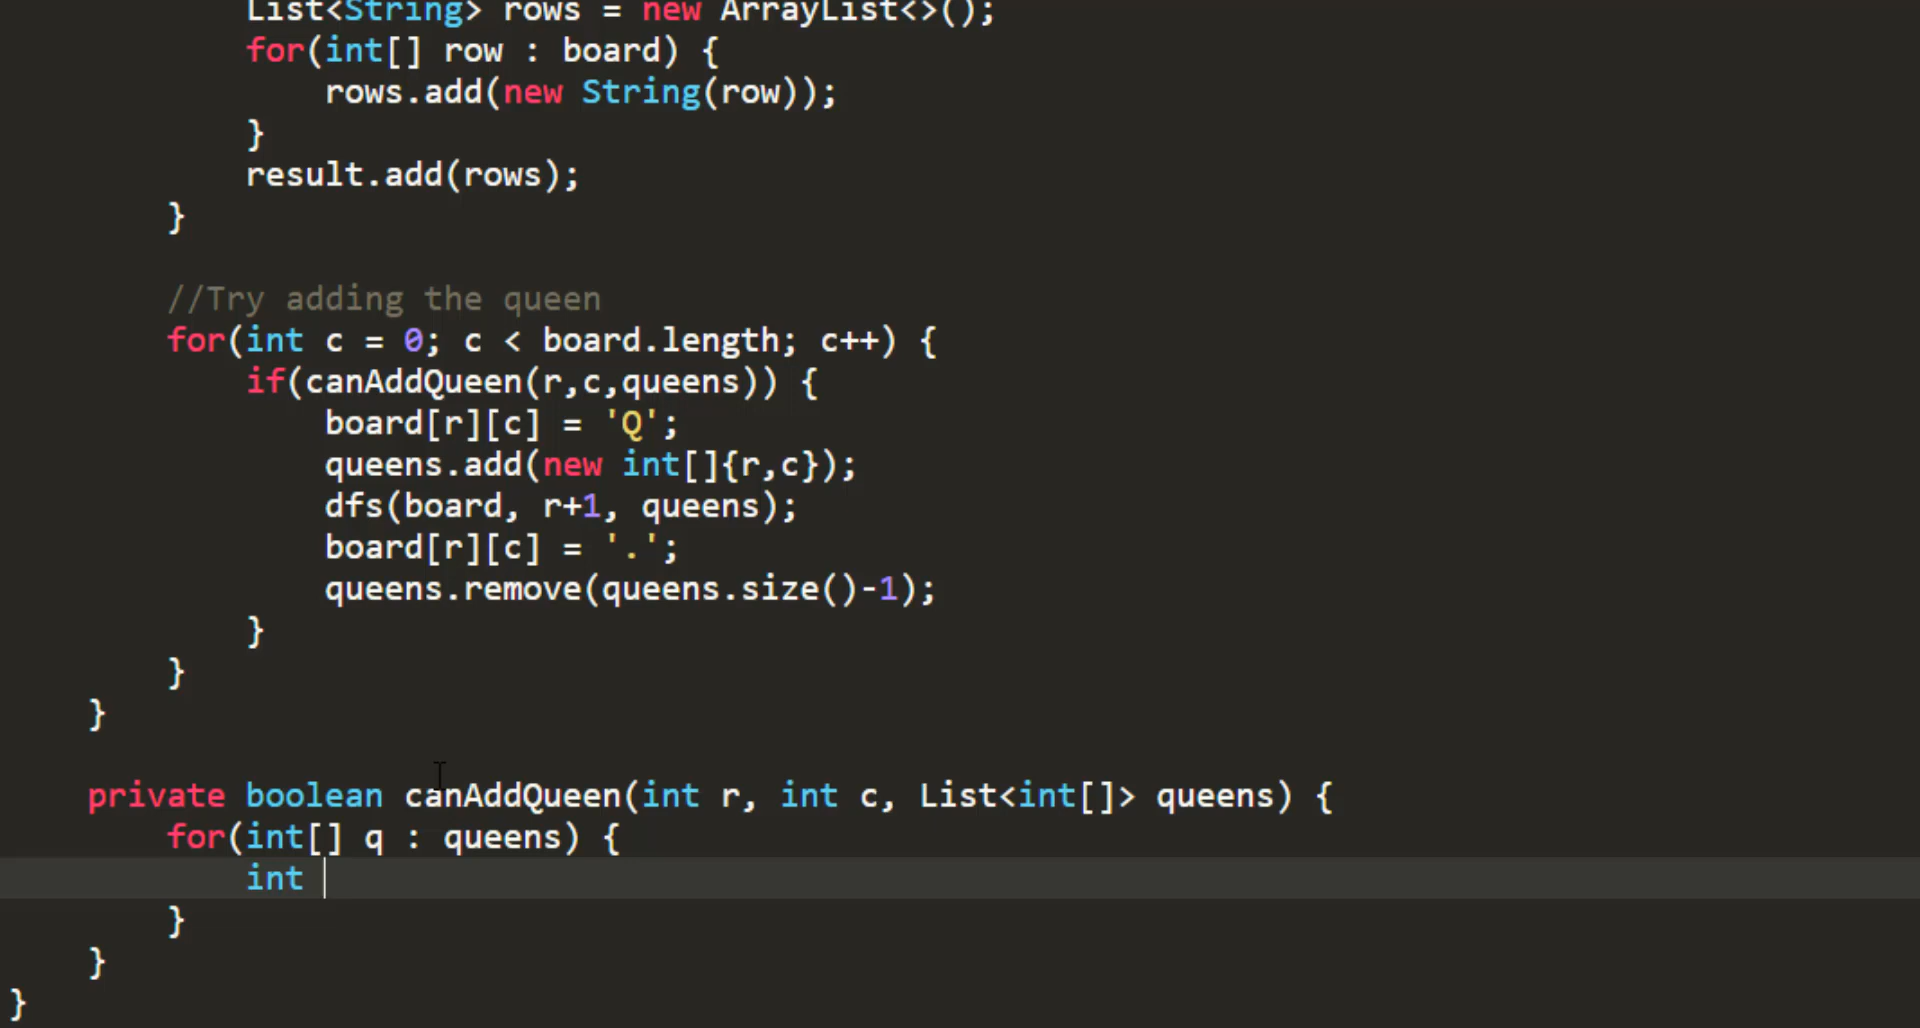 List<String> rows = new ArrayList<>();
for(int[] row : board) {
rows.add(new String(row));
}
result.add(rows);
}
//Try adding the queen
for(int c = 0; c < board.length; c++) {
if(canAddQueen(r,c,queens)) {
board[r][c] = 'Q';
queens.add(new int[]{r,c});
dfs(board, r+1, queens);
board[r][c] = '.';
queens.remove(queens.size()-1);
}
}
}
private boolean canAddQueen(int r, int c, List<int[]> queens) {
for(int[] q : queens) {
int
}
}
}